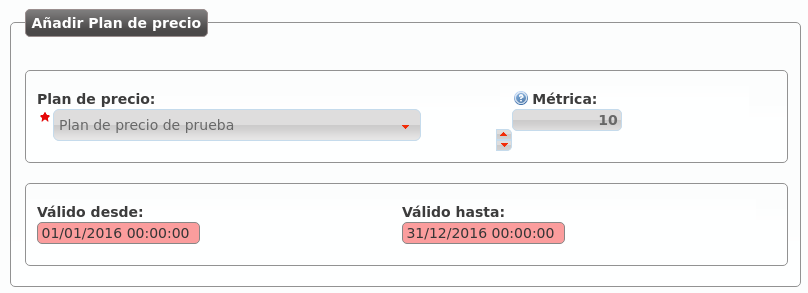 Añadir Plan de precio
Plan de precio:
Plan de precio de prueba
Métrica:
10
Válido desde:
01/01/2016 00:00:00
Válido hasta:
31/12/2016 00:00:00